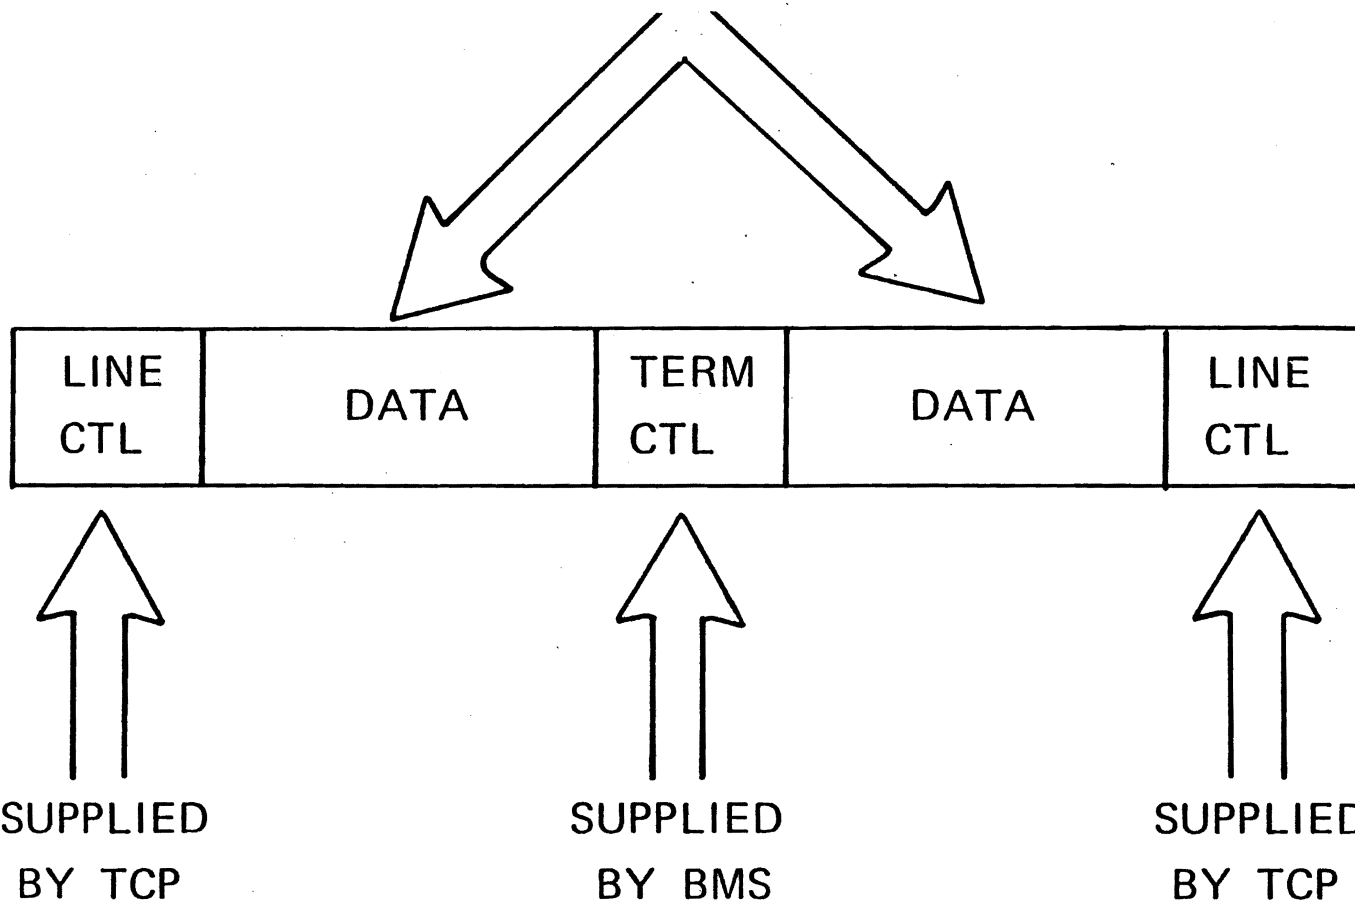 LINE CTL
DATA
TERM CTL
DATA
LINE CTL
SUPPLIED BY TCP
SUPPLIED BY BMS
SUPPLIED BY TCP